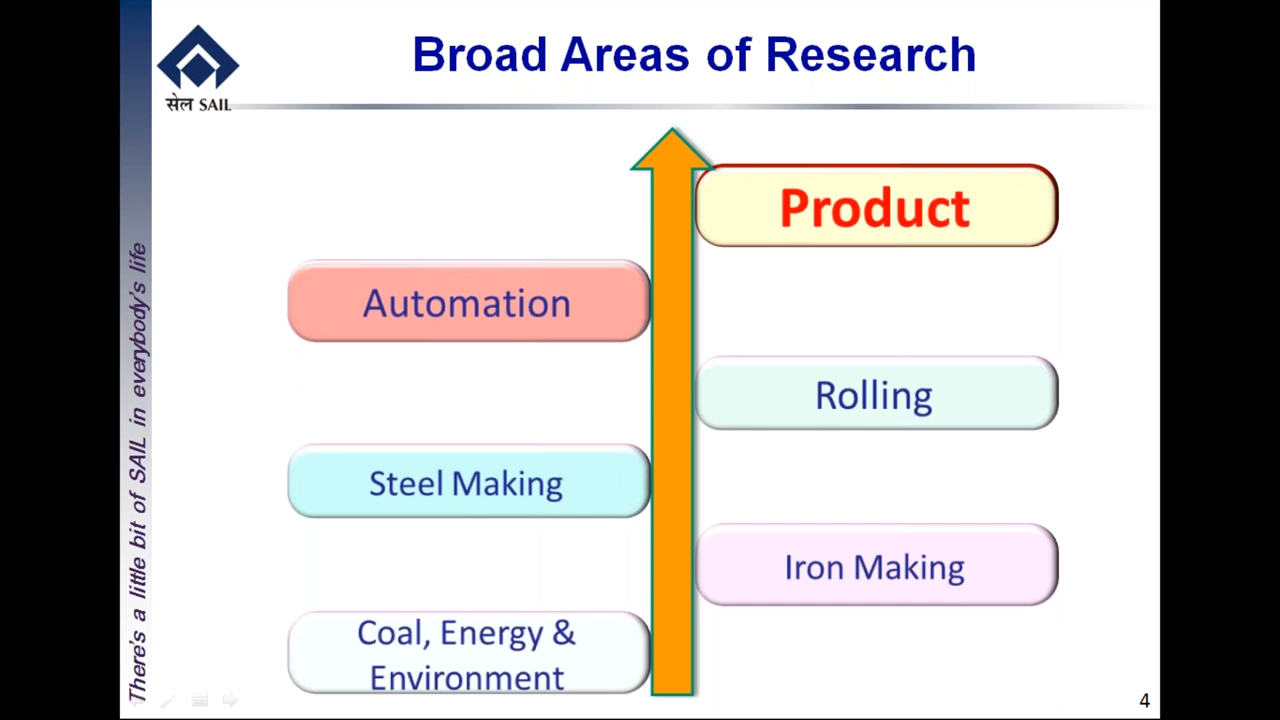 Broad Areas of Research
सेल SAIL
Product
Automation
Rolling
Steel Making
Iron Making
Coal, Energy &
Environment
There's a little bit of SAIL in everybody's life
4